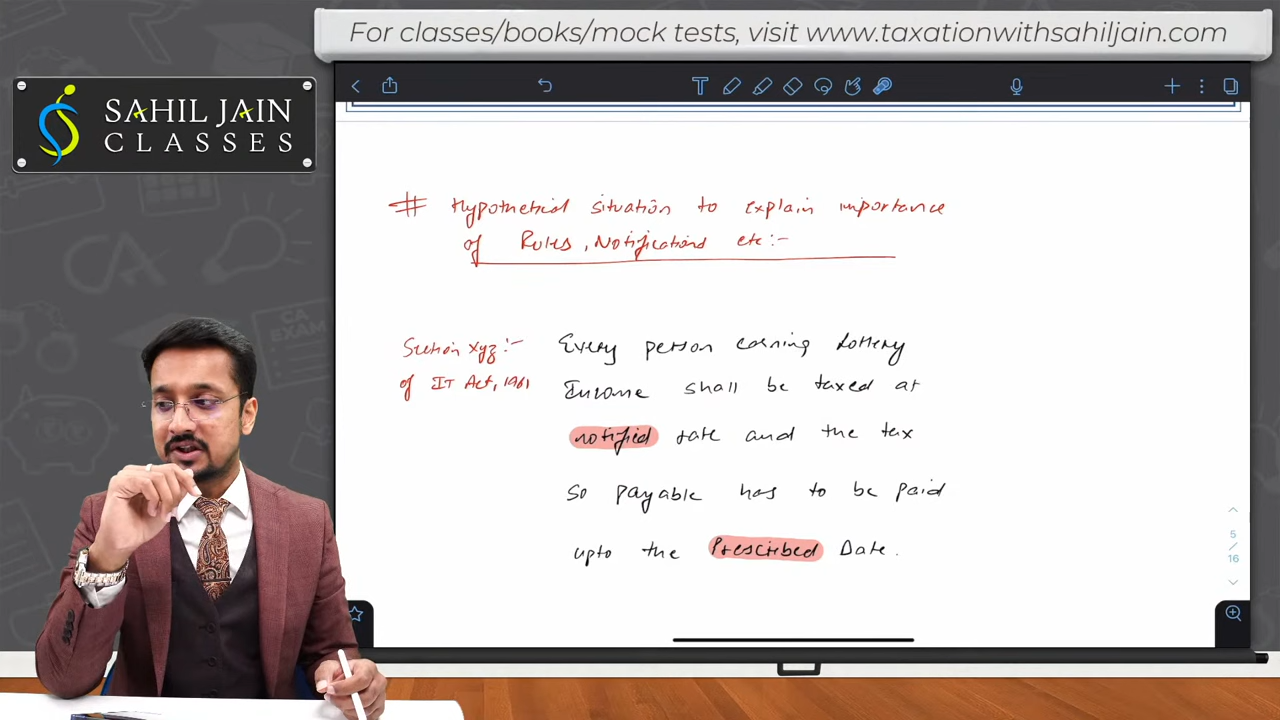 For classes/books/mock tests, visit www.taxationwithsahiljain.com
SAHIL JAIN
CLASSES
# Hypothetical situation to explain importance
of Rules, Notifications etc:-
Section xyz:-
of IT Act, 1961
Every person earning Lottery
Income shall be taxed at
notified rate and the tax
so payable has to be paid
upto the Prescribed Date.
5
/
16